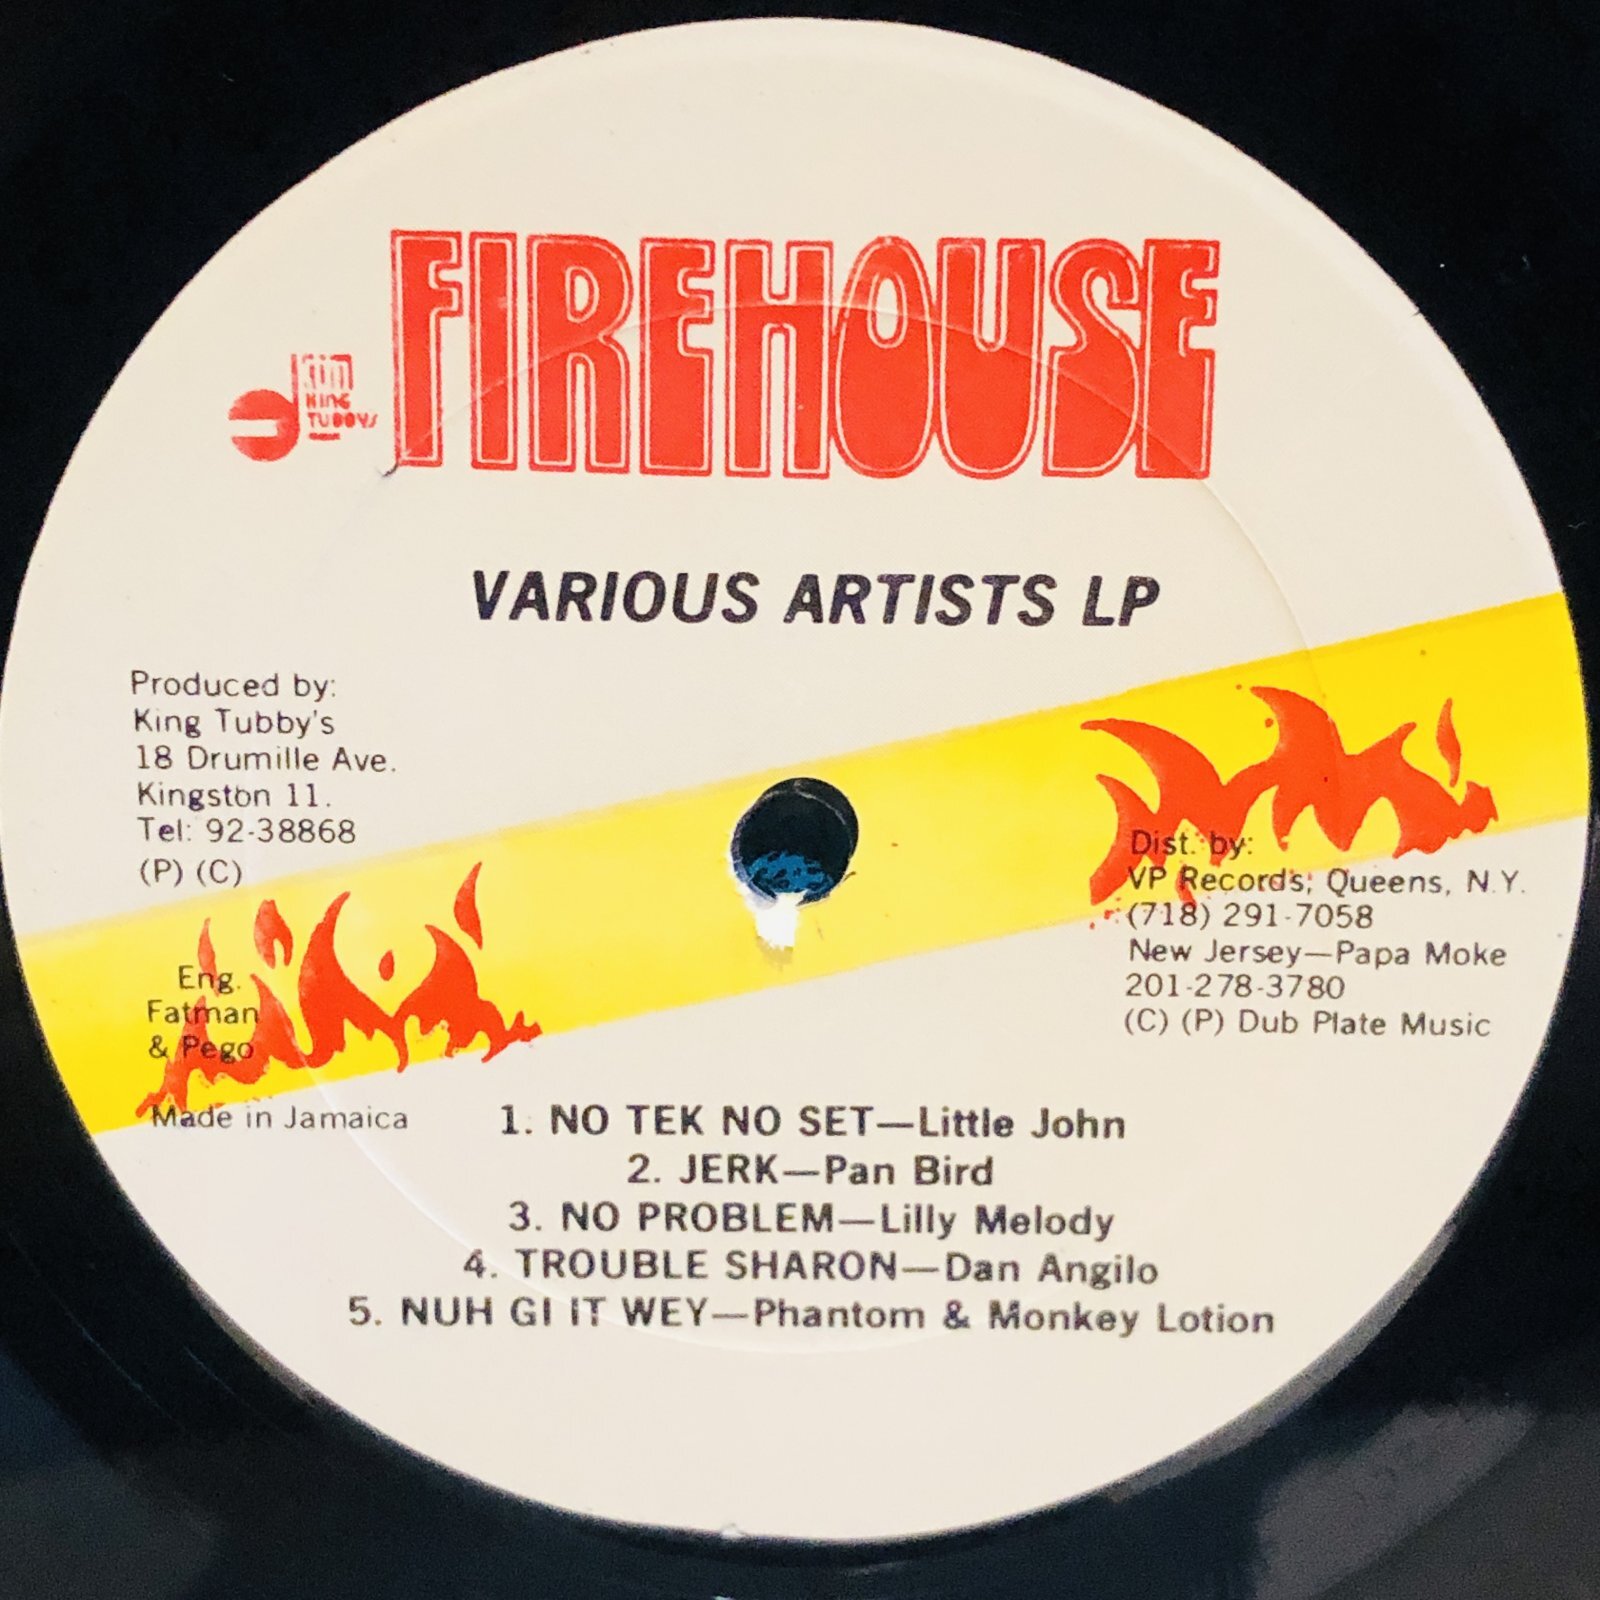 FIREHOUSE
KING
TUBBYS
VARIOUS ARTISTS LP
Produced by:
King Tubby's
18 Drumille Ave.
Kingston 11.
Tel: 92-38868
(P) (C)
Eng.
Fatman
& Pego
Made in Jamaica
Dist. by:
VP Records; Queens, N.Y.
(718) 291-7058
New Jersey—Papa Moke
201-278-3780
(C) (P) Dub Plate Music
1. NO TEK NO SET—Little John
2. JERK—Pan Bird
3. NO PROBLEM—Lilly Melody
4. TROUBLE SHARON—Dan Angilo
5. NUH GI IT WEY—Phantom & Monkey Lotion